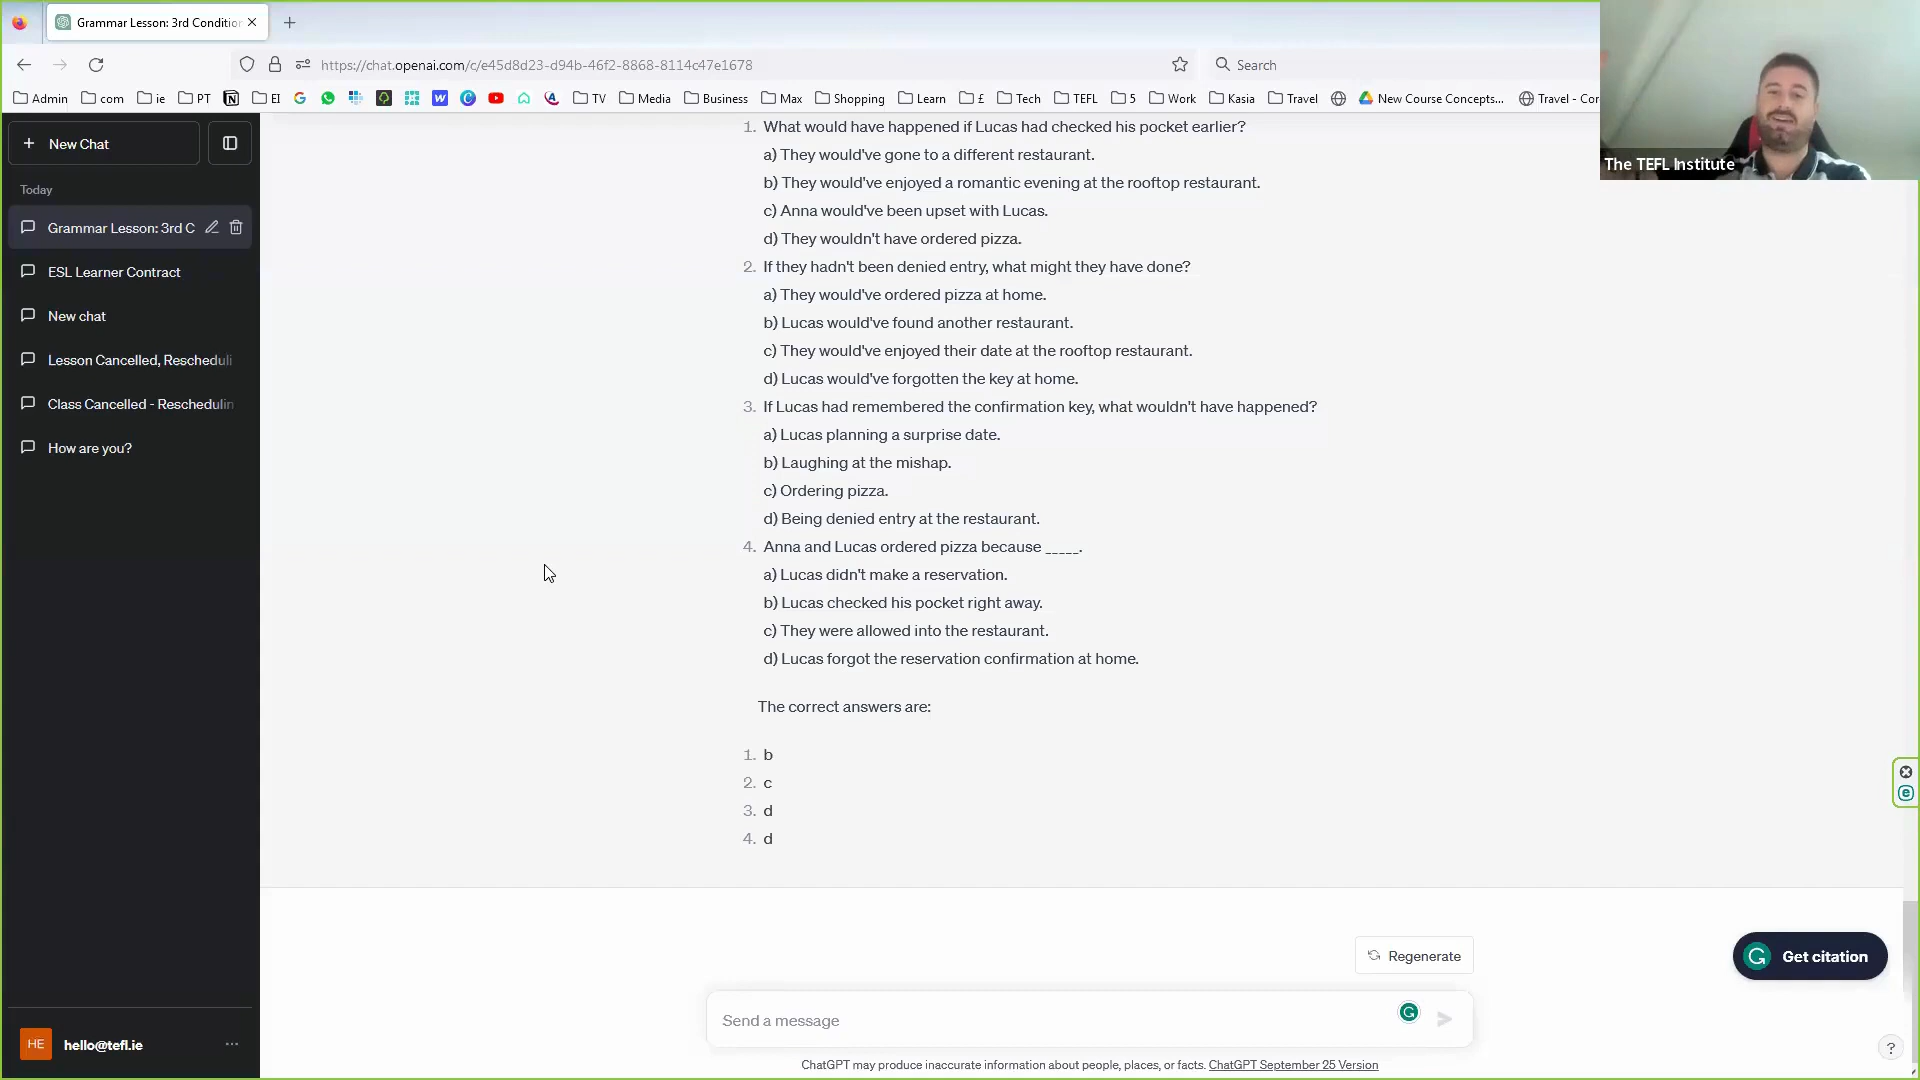 Grammar Lesson: 3rd Conditio
https://chat.openai.com/c/e45d8d23-d94b-46f2-8868-8114c47e1678
Search
Admin
com
ie
PT
EI
TV
Media
Business
Max
Shopping
Learn
£
Tech
TEFL
5
Work
Kasia
Travel
New Course Concepts...
Travel - Cor
The TEFL Institute
New Chat
Today
Grammar Lesson: 3rd C
ESL Learner Contract
New chat
Lesson Cancelled, Rescheduli
Class Cancelled - Reschedulin
How are you?
HE
hello@tefl.ie
1. What would have happened if Lucas had checked his pocket earlier?
a) They would've gone to a different restaurant.
b) They would've enjoyed a romantic evening at the rooftop restaurant.
c) Anna would've been upset with Lucas.
d) They wouldn't have ordered pizza.
2. If they hadn't been denied entry, what might they have done?
a) They would've ordered pizza at home.
b) Lucas would've found another restaurant.
c) They would've enjoyed their date at the rooftop restaurant.
d) Lucas would've forgotten the key at home.
3. If Lucas had remembered the confirmation key, what wouldn't have happened?
a) Lucas planning a surprise date.
b) Laughing at the mishap.
c) Ordering pizza.
d) Being denied entry at the restaurant.
4. Anna and Lucas ordered pizza because _____.
a) Lucas didn't make a reservation.
b) Lucas checked his pocket right away.
c) They were allowed into the restaurant.
d) Lucas forgot the reservation confirmation at home.
The correct answers are:
1. b
2. c
3. d
4. d
Regenerate
Get citation
Send a message
ChatGPT may produce inaccurate information about people, places, or facts. ChatGPT September 25 Version
?